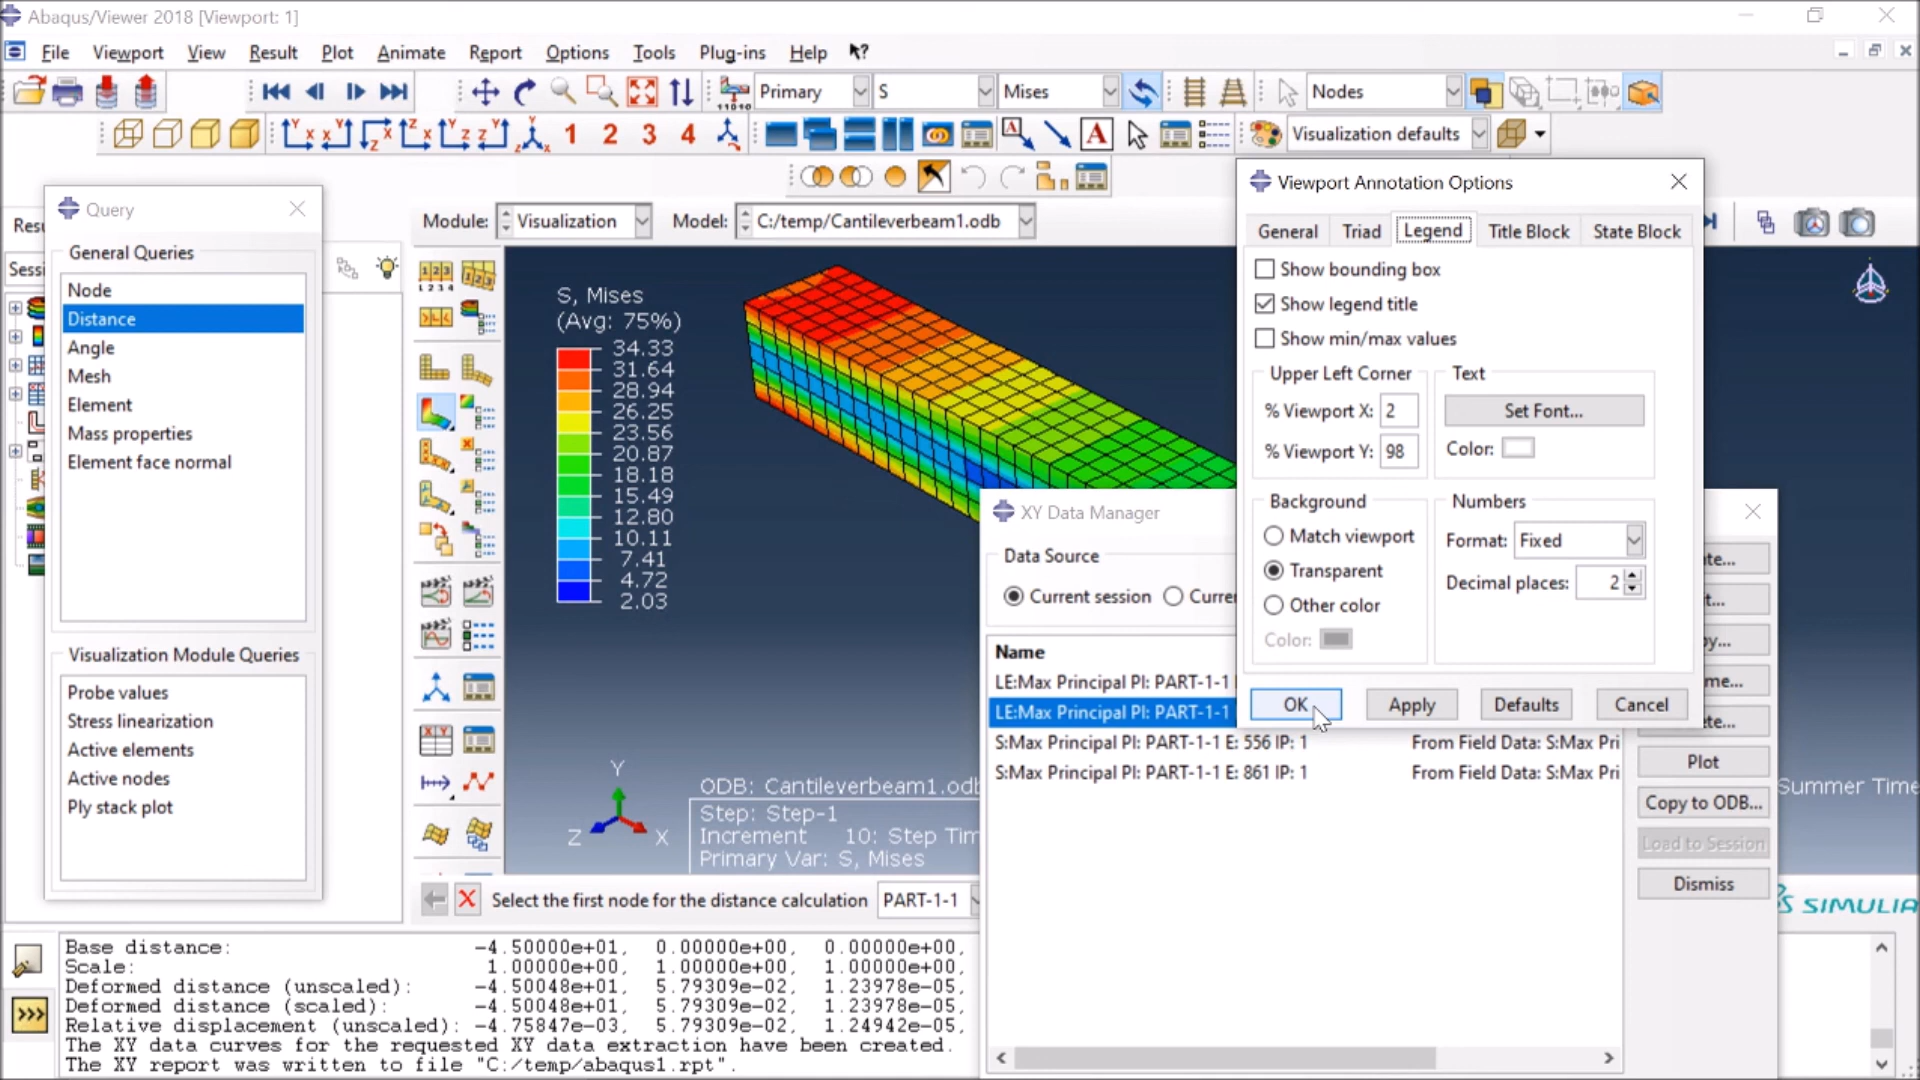 Abaqus/Viewer 2018 [Viewport: 1]
File Viewport View Result Plot Animate Report Options Tools Plug-ins Help
Primary S Mises Nodes
1 2 3 4 Visualization defaults
Module: Visualization Model: C:/temp/Cantileverbeam1.odb
Query
General Queries
Node
Distance
Angle
Mesh
Element
Mass properties
Element face normal
Visualization Module Queries
Probe values
Stress linearization
Active elements
Active nodes
Ply stack plot
S, Mises
(Avg: 75%)
34.33
31.64
28.94
26.25
23.56
20.87
18.18
15.49
12.80
10.11
7.41
4.72
2.03
Y
Z X
ODB: Cantileverbeam1.odb
Step: Step-1
Increment 10: Step Tim
Primary Var: S, Mises
Summer Time
Viewport Annotation Options
General Triad Legend Title Block State Block
Show bounding box
Show legend title
Show min/max values
Upper Left Corner
% Viewport X: 2
% Viewport Y: 98
Text
Set Font...
Color:
Background
Match viewport
Transparent
Other color
Color:
Numbers
Format: Fixed
Decimal places: 2
OK Apply Defaults Cancel
XY Data Manager
Data Source
Current session Curre
Name
LE:Max Principal PI: PART-1-1
LE:Max Principal PI: PART-1-1
S:Max Principal PI: PART-1-1 E: 556 IP: 1 From Field Data: S:Max Pri
S:Max Principal PI: PART-1-1 E: 861 IP: 1 From Field Data: S:Max Pri
Plot
Copy to ODB...
Load to Session
Dismiss
SIMULIA
Select the first node for the distance calculation PART-1-1
Base distance: -4.50000e+01, 0.00000e+00, 0.00000e+00,
Scale: 1.00000e+00, 1.00000e+00, 1.00000e+00,
Deformed distance (unscaled): -4.50048e+01, 5.79309e-02, 1.23978e-05,
Deformed distance (scaled): -4.50048e+01, 5.79309e-02, 1.23978e-05,
Relative displacement (unscaled): -4.75847e-03, 5.79309e-02, 1.24942e-05,
The XY data curves for the requested XY data extraction have been created.
The XY report was written to file "C:/temp/abaqus1.rpt".